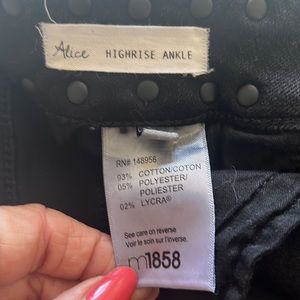 Alice HIGHRISE ANKLE
RN# 148956
93% COTTON/COTON
05% POLYESTER/
POLIESTER
02% LYCRA®
See care on reverse
Voir le soin sur l'inverse.
m1858